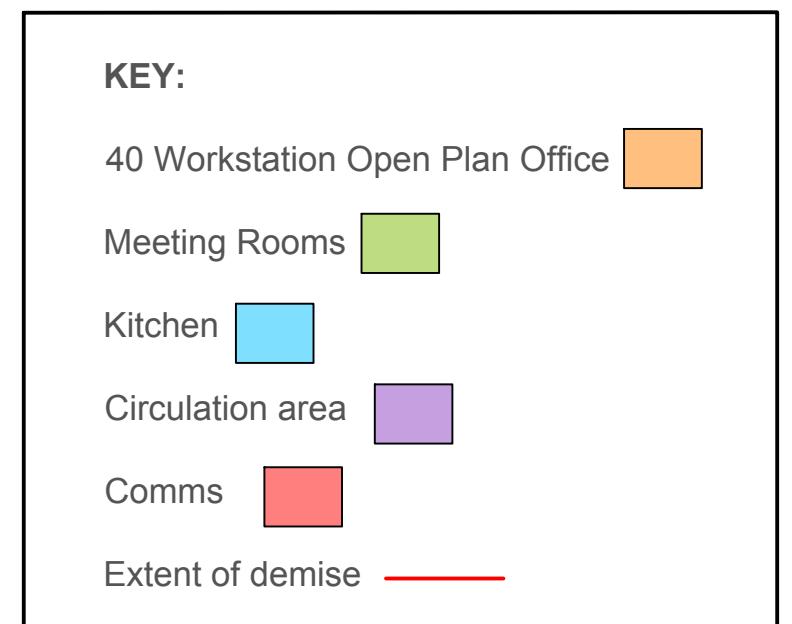 KEY:
40 Workstation Open Plan Office
Meeting Rooms
Kitchen
Circulation area
Comms
Extent of demise